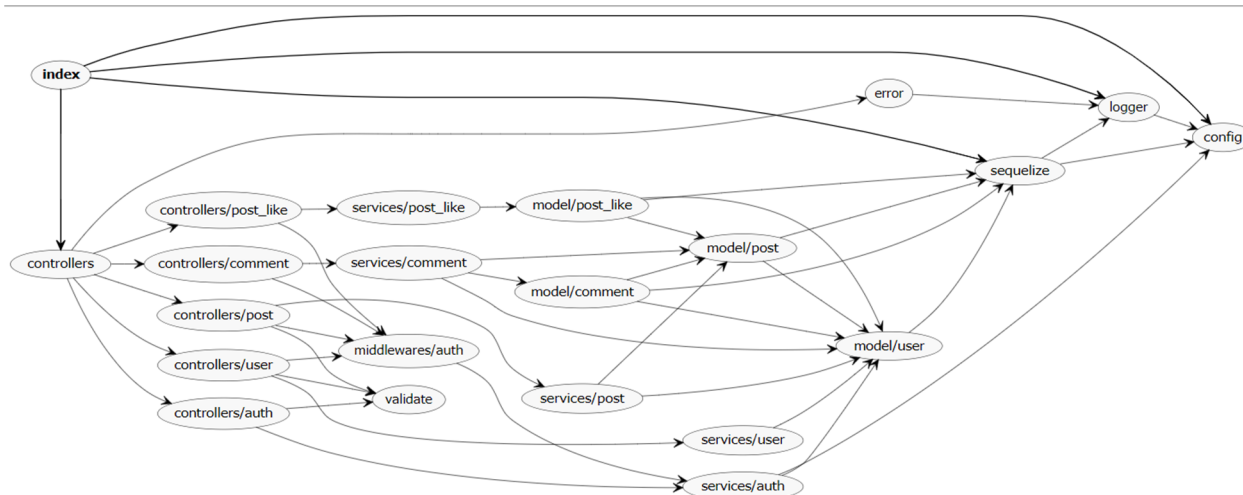 index
error
logger
config
sequelize
controllers/post_like
services/post_like
model/post_like
model/post
controllers
controllers/comment
services/comment
model/comment
controllers/post
middlewares/auth
model/user
controllers/user
validate
services/post
controllers/auth
services/user
services/auth